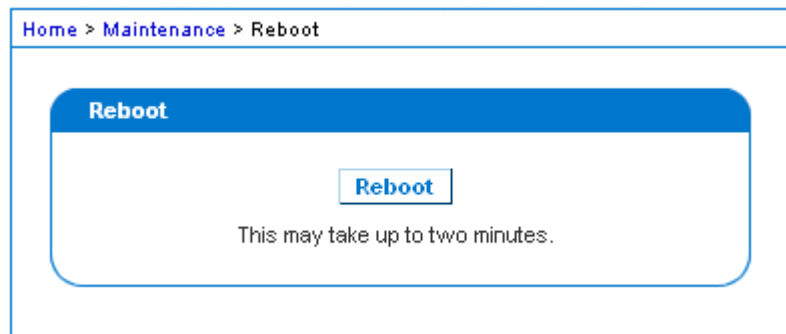 Home > Maintenance > Reboot
Reboot
Reboot
This may take up to two minutes.